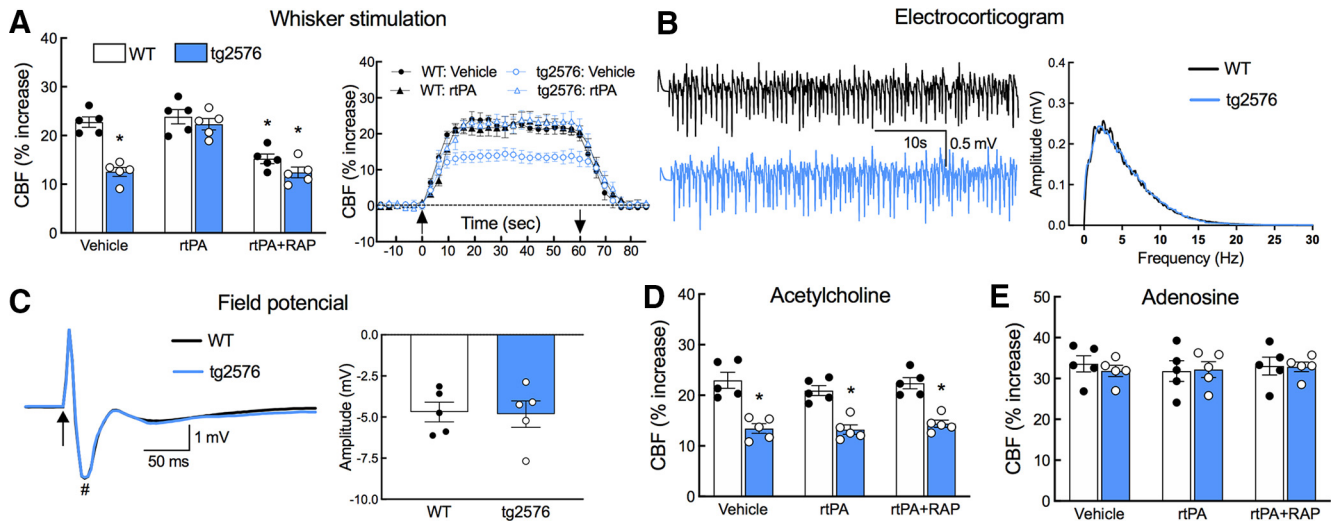 A
Whisker stimulation
WT
tg2576
CBF (% increase)
40
30
20
10
0
*
*
*
Vehicle
rtPA
rtPA+RAP
WT: Vehicle
tg2576: Vehicle
WT: rtPA
tg2576: rtPA
CBF (% increase)
40
30
20
10
0
-10
Time (sec)
-10 0 10 20 30 40 50 60 70 80
B
Electrocorticogram
10s
0.5 mV
WT
tg2576
Amplitude (mV)
0.4
0.3
0.2
0.1
0.0
0 5 10 15 20 25 30
Frequency (Hz)
C
Field potencial
WT
tg2576
1 mV
50 ms
#
Amplitude (mV)
0.0
-2.5
-5.0
-7.5
-10.0
WT
tg2576
D
Acetylcholine
CBF (% increase)
40
30
20
10
0
*
*
*
Vehicle
rtPA
rtPA+RAP
E
Adenosine
CBF (% increase)
50
40
30
20
10
0
Vehicle
rtPA
rtPA+RAP